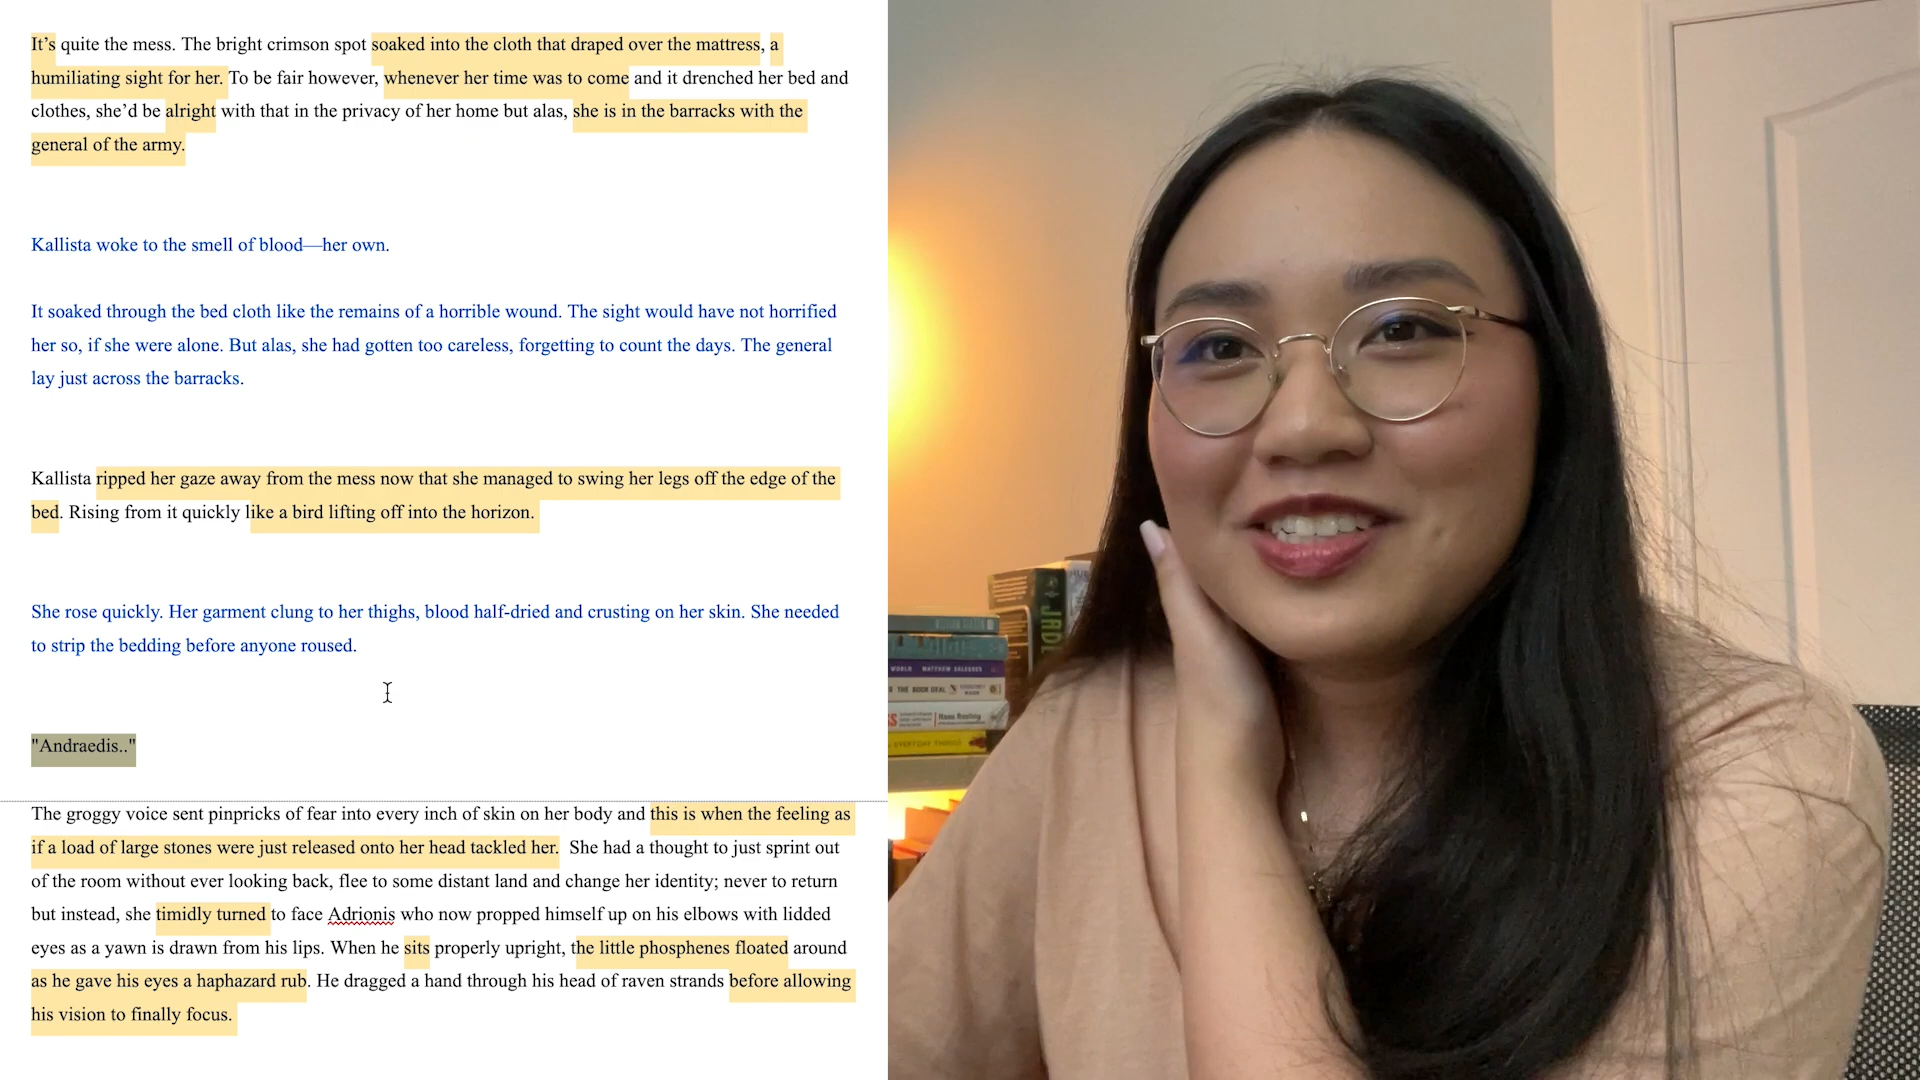 It’s quite the mess. The bright crimson spot soaked into the cloth that draped over the mattress, a
humiliating sight for her. To be fair however, whenever her time was to come and it drenched her bed and
clothes, she’d be alright with that in the privacy of her home but alas, she is in the barracks with the
general of the army.
Kallista woke to the smell of blood—her own.
It soaked through the bed cloth like the remains of a horrible wound. The sight would have not horrified
her so, if she were alone. But alas, she had gotten too careless, forgetting to count the days. The general
lay just across the barracks.
Kallista ripped her gaze away from the mess now that she managed to swing her legs off the edge of the
bed. Rising from it quickly like a bird lifting off into the horizon.
She rose quickly. Her garment clung to her thighs, blood half-dried and crusting on her skin. She needed
to strip the bedding before anyone roused.
"Andraedis.."
The groggy voice sent pinpricks of fear into every inch of skin on her body and this is when the feeling as
if a load of large stones were just released onto her head tackled her. She had a thought to just sprint out
of the room without ever looking back, flee to some distant land and change her identity; never to return
but instead, she timidly turned to face Adrionis who now propped himself up on his elbows with lidded
eyes as a yawn is drawn from his lips. When he sits properly upright, the little phosphenes floated around
as he gave his eyes a haphazard rub. He dragged a hand through his head of raven strands before allowing
his vision to finally focus.
WORLD MATTHEW SALESSES
THE BOOK DEAL
Hans Rosling
EVERYDAY THINGS